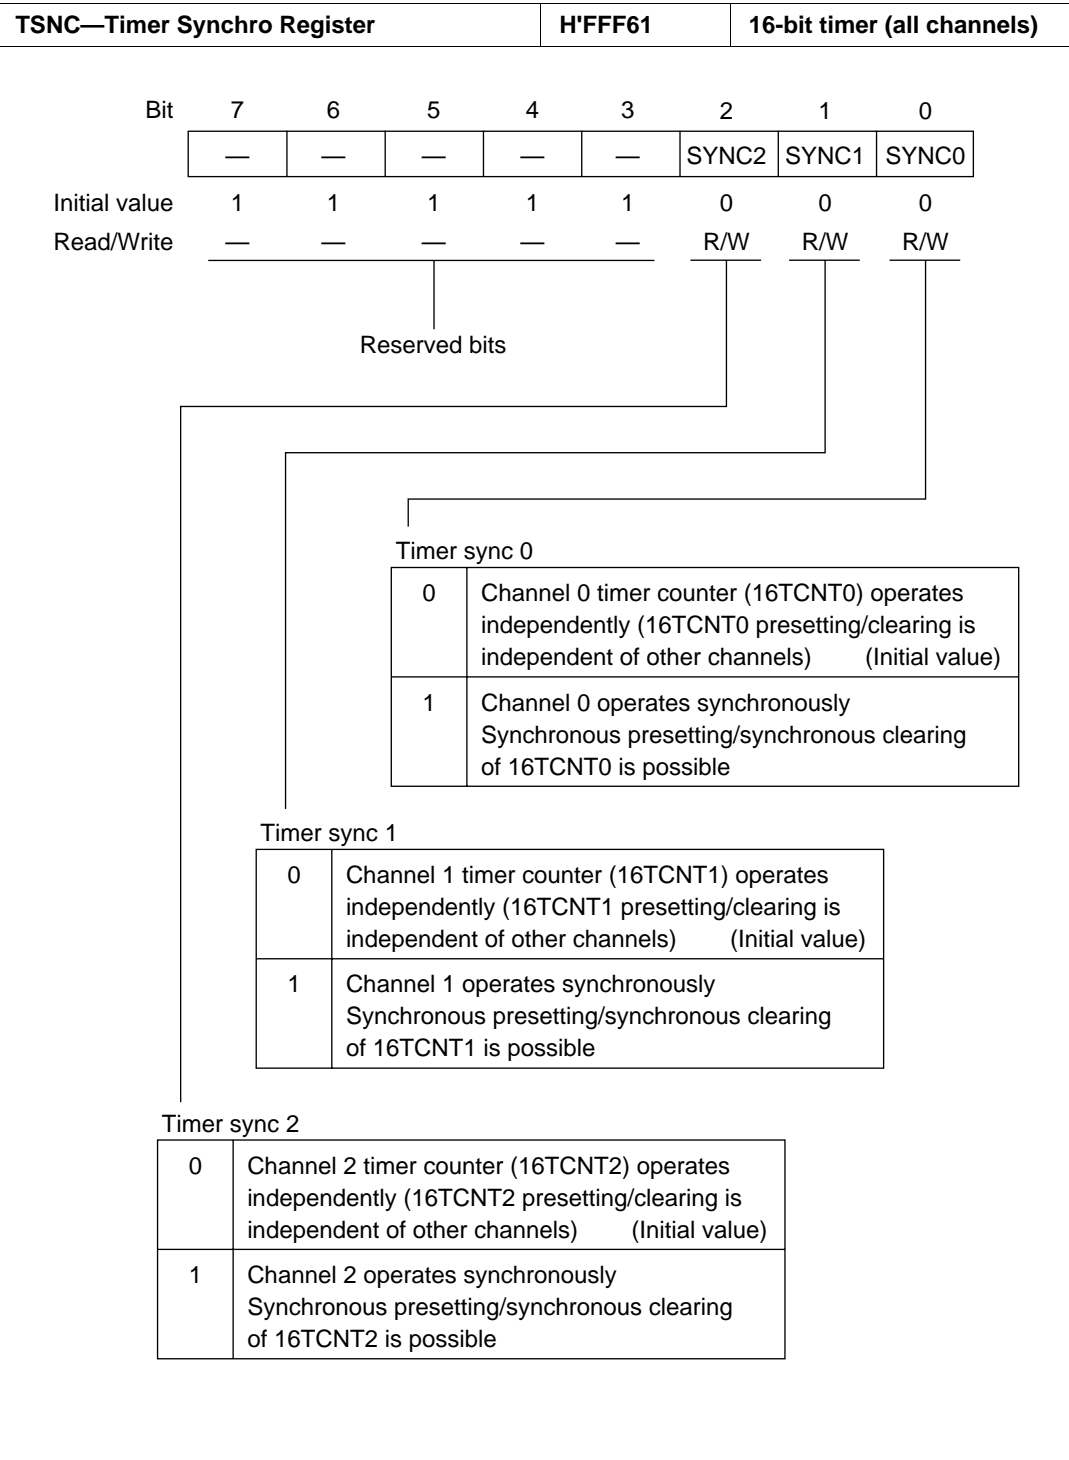 TSNC—Timer Synchro Register H'FFF61 16-bit timer (all channels)
Bit 7 6 5 4 3 2 1 0
— — — — — SYNC2 SYNC1 SYNC0
Initial value 1 1 1 1 1 0 0 0
Read/Write — — — — — R/W R/W R/W
Reserved bits
Timer sync 0
0 Channel 0 timer counter (16TCNT0) operates
independently (16TCNT0 presetting/clearing is
independent of other channels) (Initial value)
1 Channel 0 operates synchronously
Synchronous presetting/synchronous clearing
of 16TCNT0 is possible
Timer sync 1
0 Channel 1 timer counter (16TCNT1) operates
independently (16TCNT1 presetting/clearing is
independent of other channels) (Initial value)
1 Channel 1 operates synchronously
Synchronous presetting/synchronous clearing
of 16TCNT1 is possible
Timer sync 2
0 Channel 2 timer counter (16TCNT2) operates
independently (16TCNT2 presetting/clearing is
independent of other channels) (Initial value)
1 Channel 2 operates synchronously
Synchronous presetting/synchronous clearing
of 16TCNT2 is possible